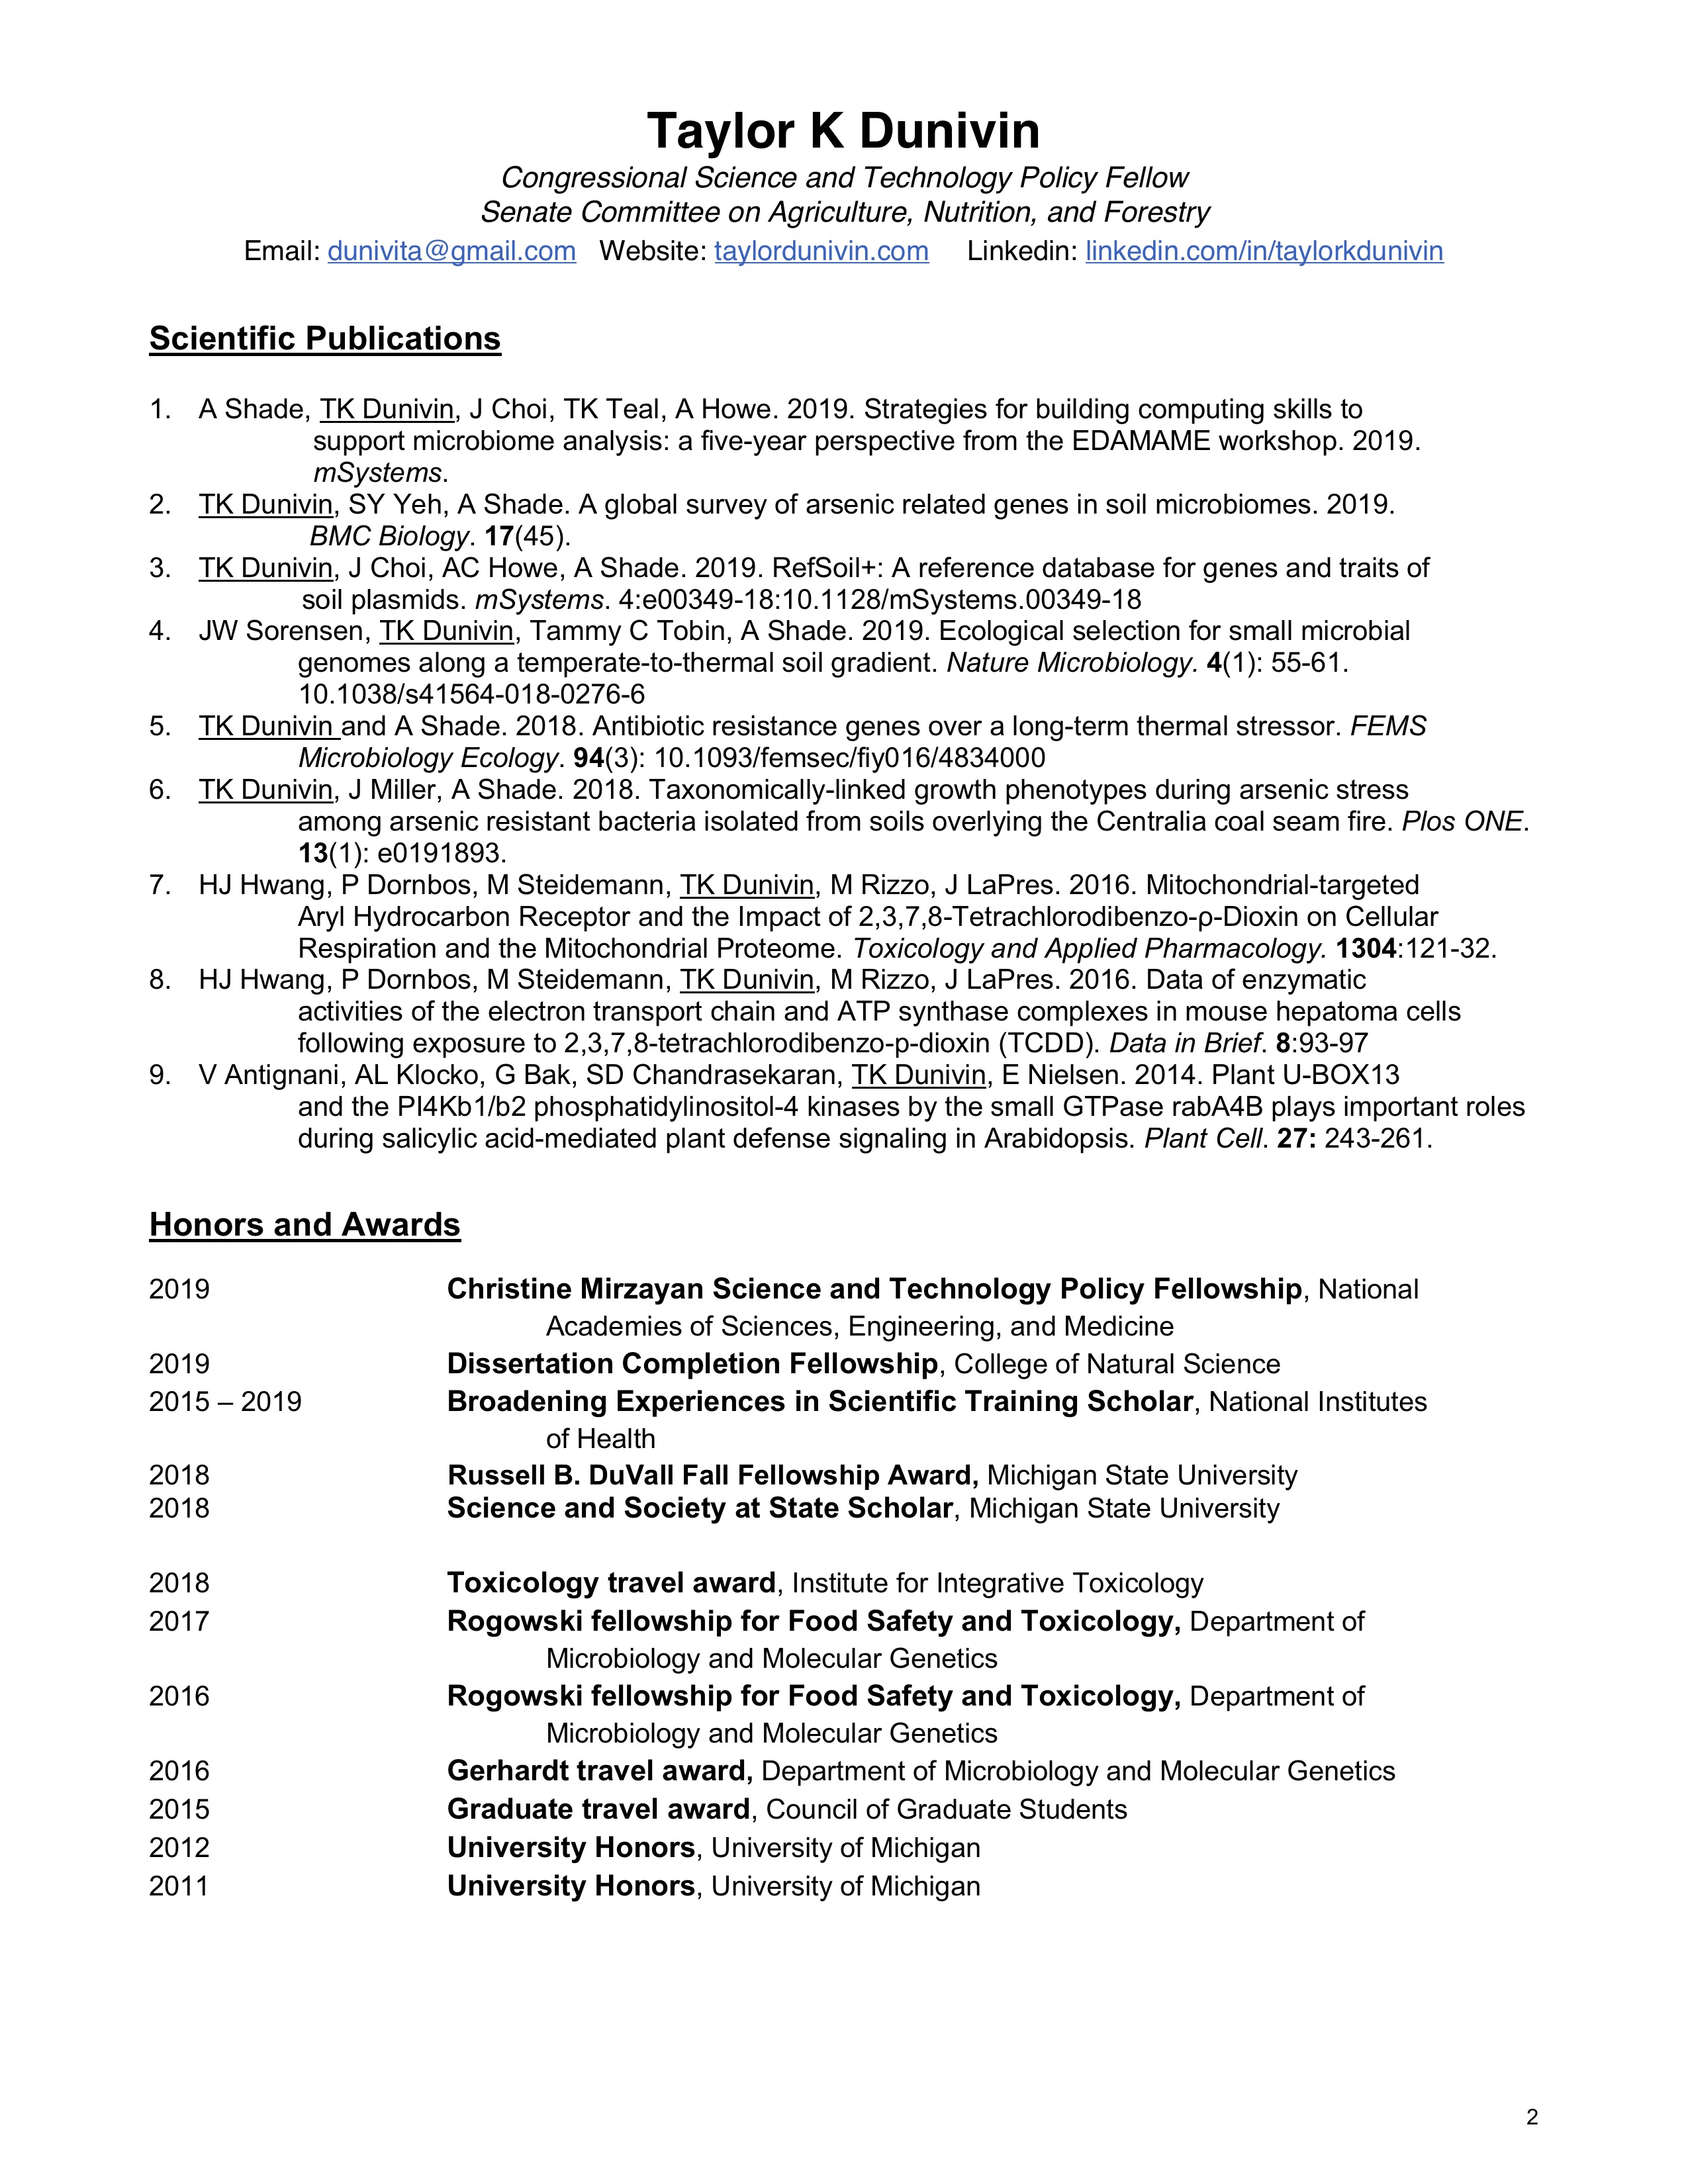 Taylor K Dunivin
Congressional Science and Technology Policy Fellow
Senate Committee on Agriculture, Nutrition, and Forestry
Email: dunivita@gmail.com Website: taylordunivin.com Linkedin: linkedin.com/in/taylorkdunivin
Scientific Publications
1. A Shade, TK Dunivin, J Choi, TK Teal, A Howe. 2019. Strategies for building computing skills to
support microbiome analysis: a five-year perspective from the EDAMAME workshop. 2019.
mSystems.
2. TK Dunivin, SY Yeh, A Shade. A global survey of arsenic related genes in soil microbiomes. 2019.
BMC Biology. 17(45).
3. TK Dunivin, J Choi, AC Howe, A Shade. 2019. RefSoil+: A reference database for genes and traits of
soil plasmids. mSystems. 4:e00349-18:10.1128/mSystems.00349-18
4. JW Sorensen, TK Dunivin, Tammy C Tobin, A Shade. 2019. Ecological selection for small microbial
genomes along a temperate-to-thermal soil gradient. Nature Microbiology. 4(1): 55-61.
10.1038/s41564-018-0276-6
5. TK Dunivin and A Shade. 2018. Antibiotic resistance genes over a long-term thermal stressor. FEMS
Microbiology Ecology. 94(3): 10.1093/femsec/fiy016/4834000
6. TK Dunivin, J Miller, A Shade. 2018. Taxonomically-linked growth phenotypes during arsenic stress
among arsenic resistant bacteria isolated from soils overlying the Centralia coal seam fire. Plos ONE.
13(1): e0191893.
7. HJ Hwang, P Dornbos, M Steidemann, TK Dunivin, M Rizzo, J LaPres. 2016. Mitochondrial-targeted
Aryl Hydrocarbon Receptor and the Impact of 2,3,7,8-Tetrachlorodibenzo-ρ-Dioxin on Cellular
Respiration and the Mitochondrial Proteome. Toxicology and Applied Pharmacology. 1304:121-32.
8. HJ Hwang, P Dornbos, M Steidemann, TK Dunivin, M Rizzo, J LaPres. 2016. Data of enzymatic
activities of the electron transport chain and ATP synthase complexes in mouse hepatoma cells
following exposure to 2,3,7,8-tetrachlorodibenzo-p-dioxin (TCDD). Data in Brief. 8:93-97
9. V Antignani, AL Klocko, G Bak, SD Chandrasekaran, TK Dunivin, E Nielsen. 2014. Plant U-BOX13
and the PI4Kb1/b2 phosphatidylinositol-4 kinases by the small GTPase rabA4B plays important roles
during salicylic acid-mediated plant defense signaling in Arabidopsis. Plant Cell. 27: 243-261.
Honors and Awards
2019 Christine Mirzayan Science and Technology Policy Fellowship, National
Academies of Sciences, Engineering, and Medicine
2019 Dissertation Completion Fellowship, College of Natural Science
2015 – 2019 Broadening Experiences in Scientific Training Scholar, National Institutes
of Health
2018 Russell B. DuVall Fall Fellowship Award, Michigan State University
2018 Science and Society at State Scholar, Michigan State University
2018 Toxicology travel award, Institute for Integrative Toxicology
2017 Rogowski fellowship for Food Safety and Toxicology, Department of
Microbiology and Molecular Genetics
2016 Rogowski fellowship for Food Safety and Toxicology, Department of
Microbiology and Molecular Genetics
2016 Gerhardt travel award, Department of Microbiology and Molecular Genetics
2015 Graduate travel award, Council of Graduate Students
2012 University Honors, University of Michigan
2011 University Honors, University of Michigan
2